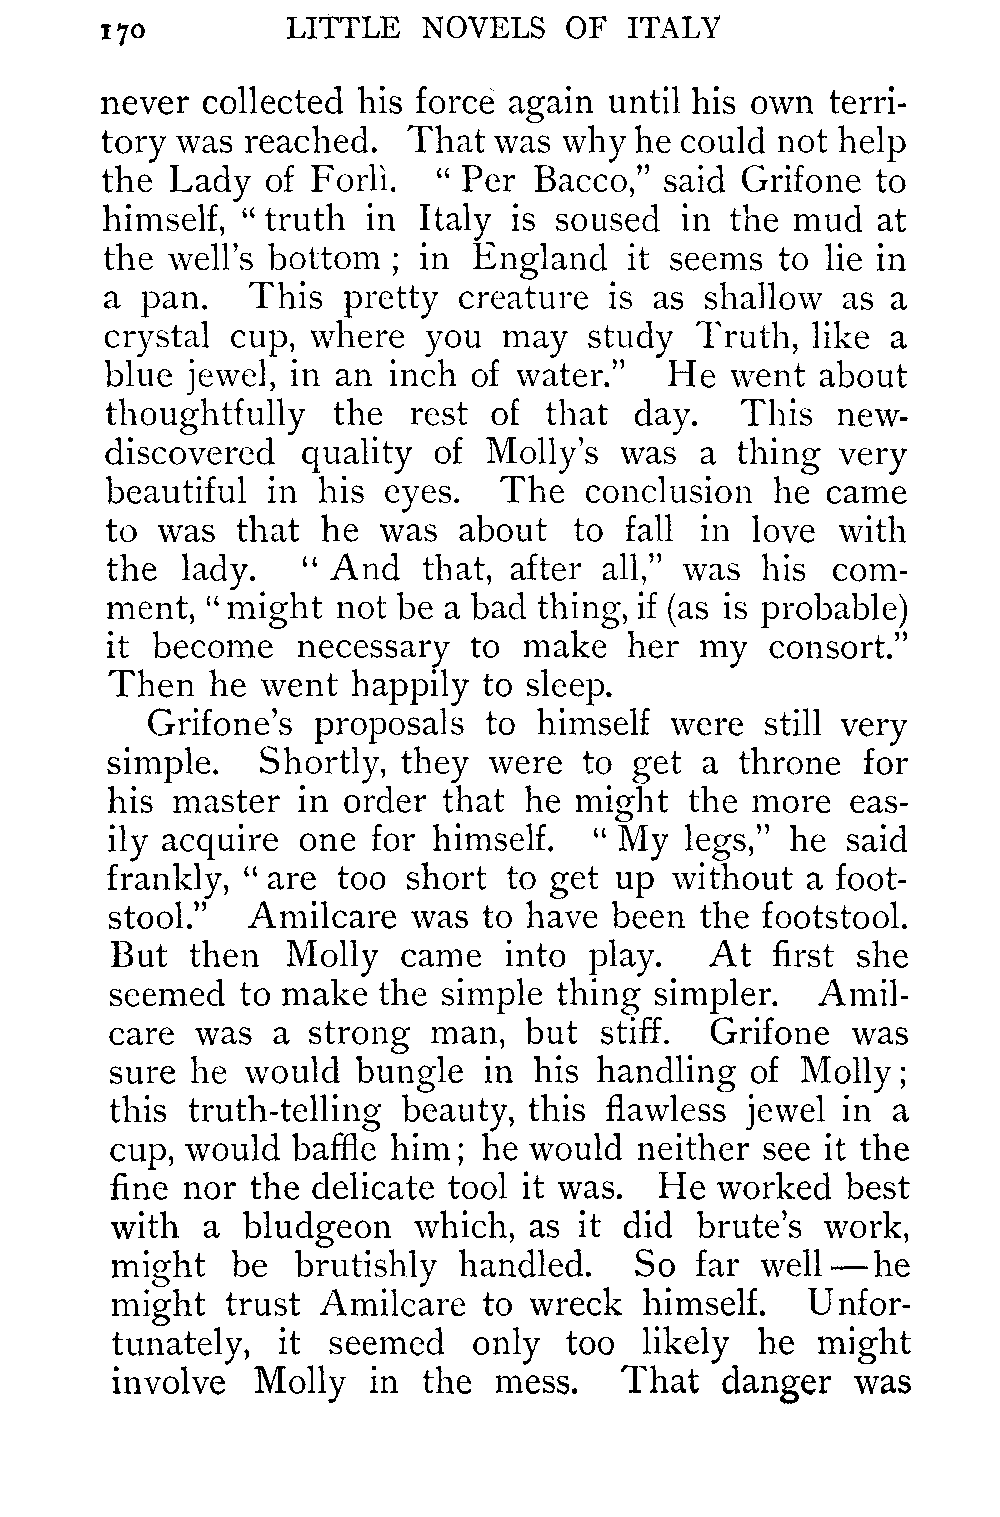 170 LITTLE NOVELS OF ITALY
never collected his force again until his own terri-
tory was reached. That was why he could not help
the Lady of Forlì. “ Per Bacco,” said Grifone to
himself, “ truth in Italy is soused in the mud at
the well’s bottom ; in England it seems to lie in
a pan. This pretty creature is as shallow as a
crystal cup, where you may study Truth, like a
blue jewel, in an inch of water.” He went about
thoughtfully the rest of that day. This new-
discovered quality of Molly’s was a thing very
beautiful in his eyes. The conclusion he came
to was that he was about to fall in love with
the lady. “ And that, after all,” was his com-
ment, “ might not be a bad thing, if (as is probable)
it become necessary to make her my consort.”
Then he went happily to sleep.
Grifone’s proposals to himself were still very
simple. Shortly, they were to get a throne for
his master in order that he might the more eas-
ily acquire one for himself. “ My legs,” he said
frankly, “ are too short to get up without a foot-
stool.” Amilcare was to have been the footstool.
But then Molly came into play. At first she
seemed to make the simple thing simpler. Amil-
care was a strong man, but stiff. Grifone was
sure he would bungle in his handling of Molly ;
this truth-telling beauty, this flawless jewel in a
cup, would baffle him ; he would neither see it the
fine nor the delicate tool it was. He worked best
with a bludgeon which, as it did brute’s work,
might be brutishly handled. So far well — he
might trust Amilcare to wreck himself. Unfor-
tunately, it seemed only too likely he might
involve Molly in the mess. That danger was